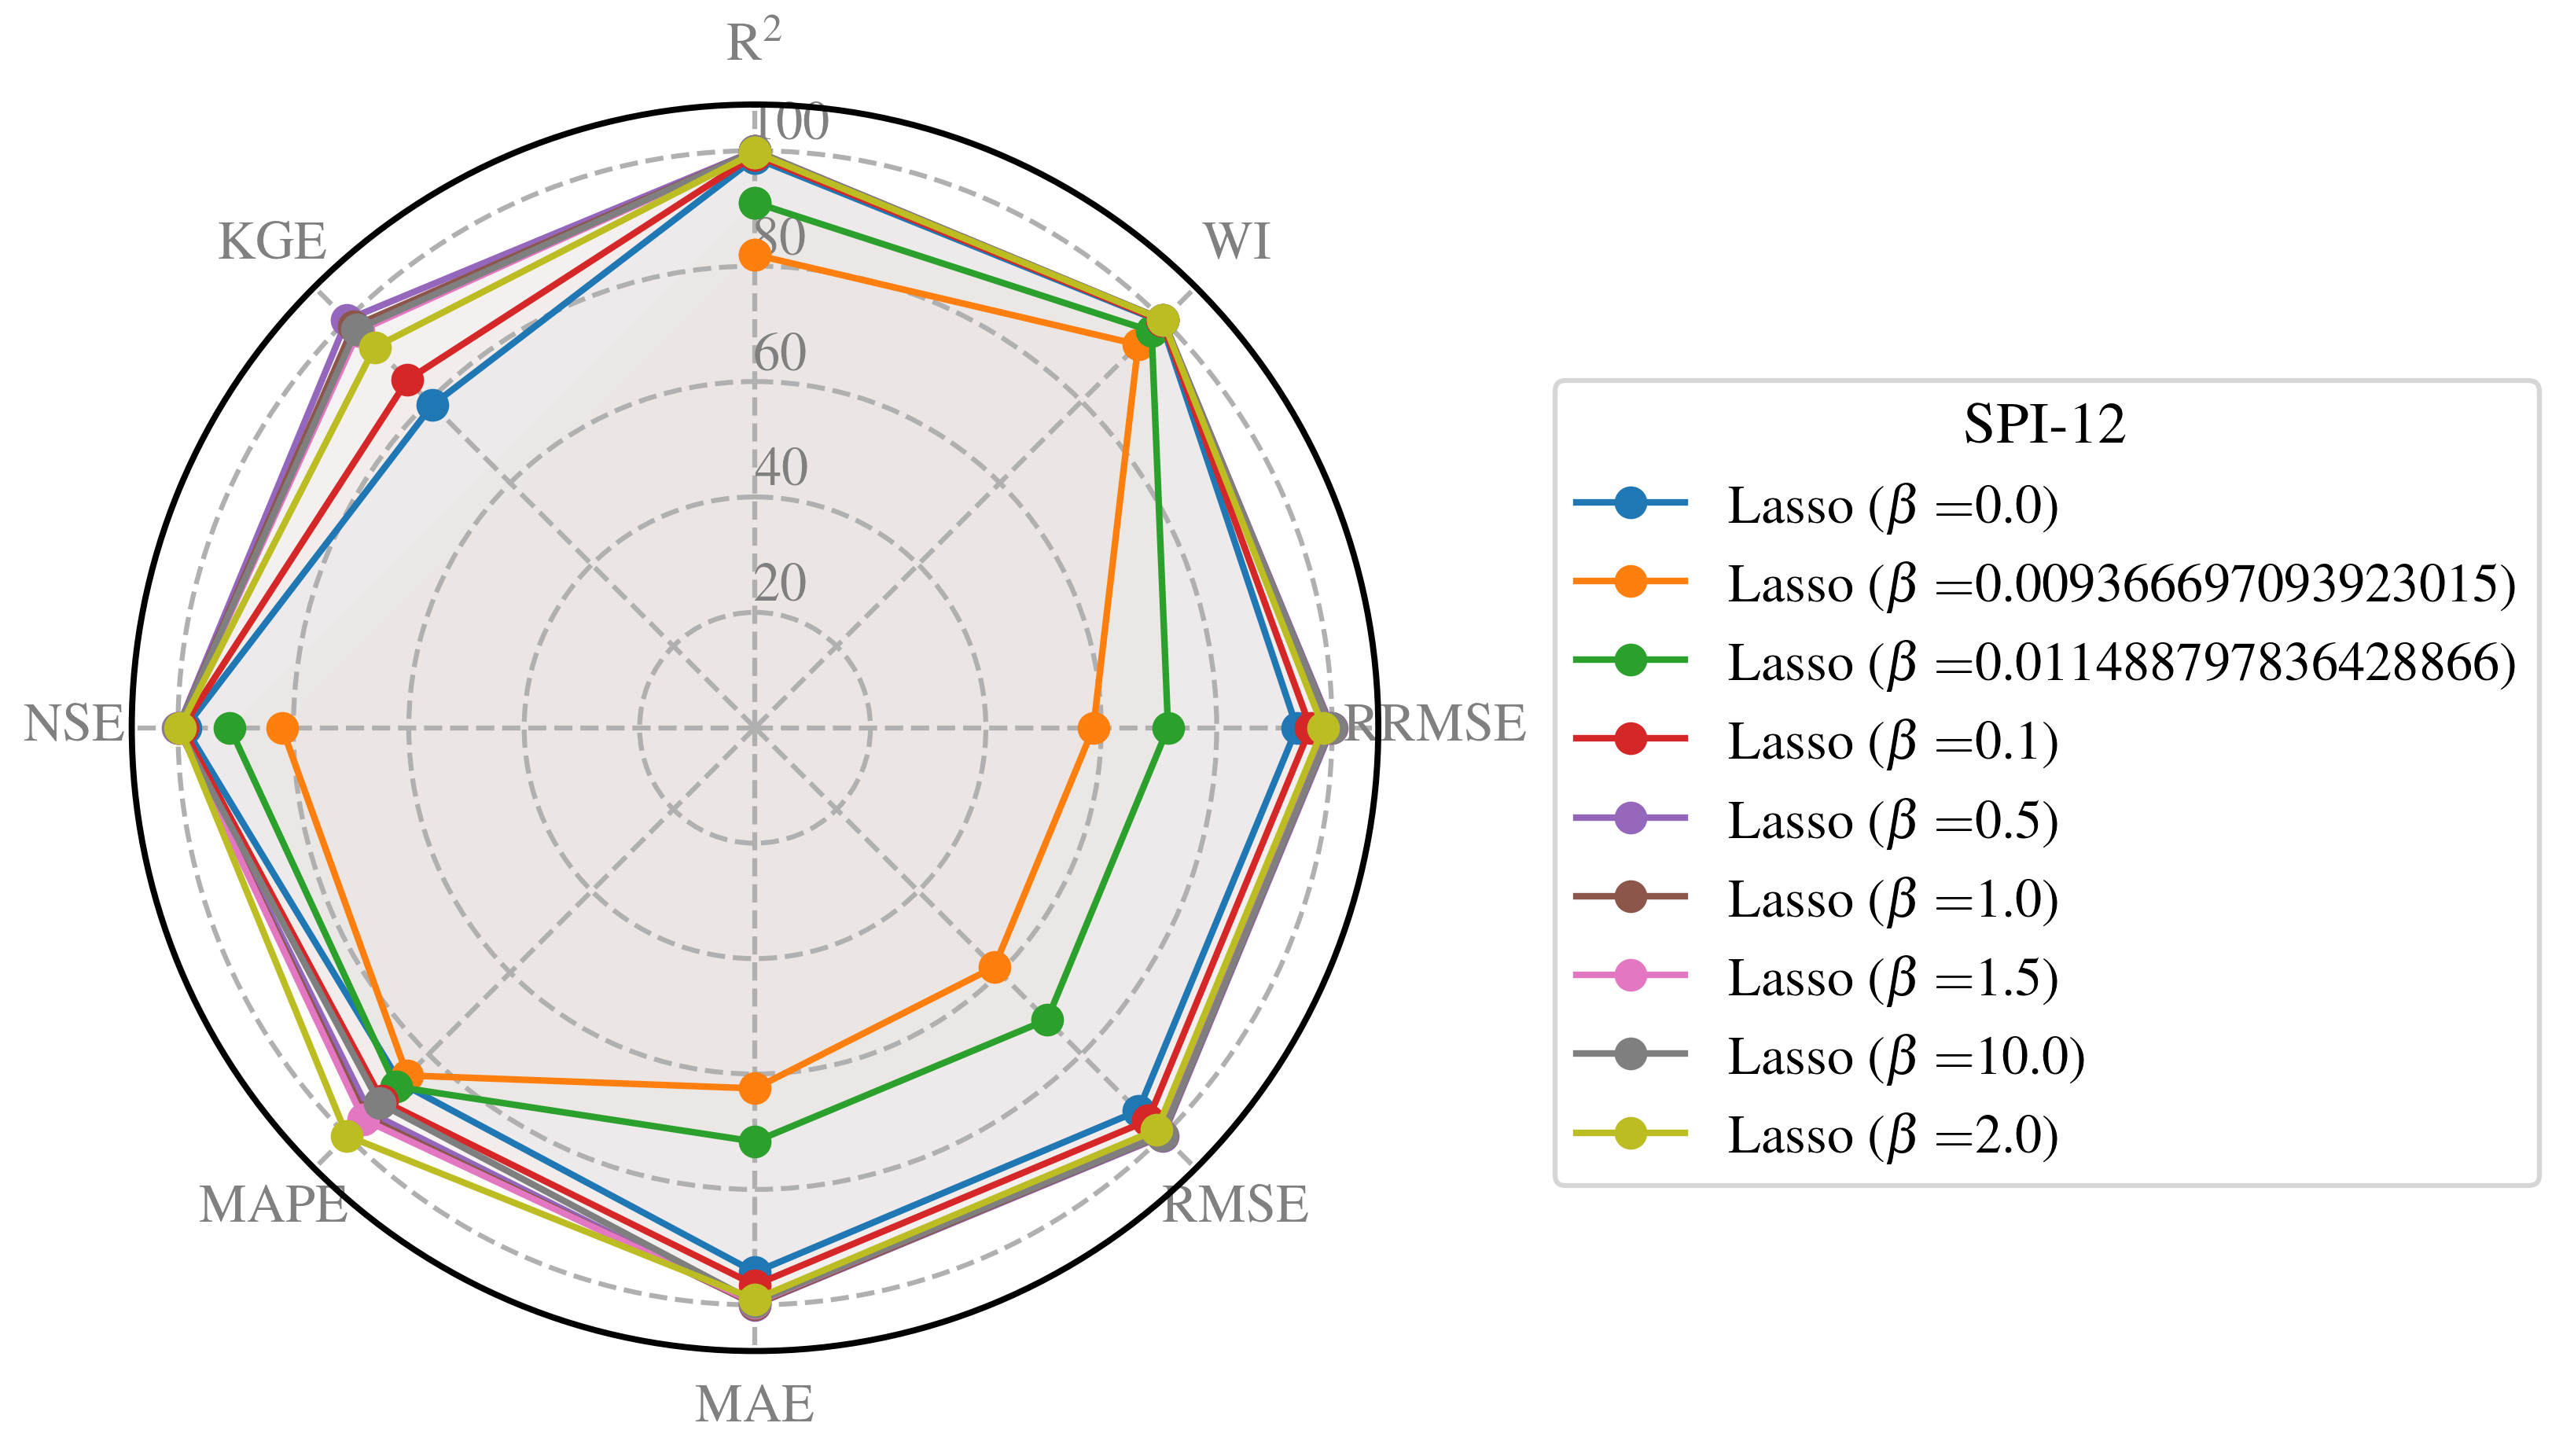 R²
100
KGE
WI
80
60
40
20
NSE
RRMSE
MAPE
RMSE
MAE
SPI-12
Lasso (β =0.0)
Lasso (β =0.009366697093923015)
Lasso (β =0.011488797836428866)
Lasso (β =0.1)
Lasso (β =0.5)
Lasso (β =1.0)
Lasso (β =1.5)
Lasso (β =10.0)
Lasso (β =2.0)